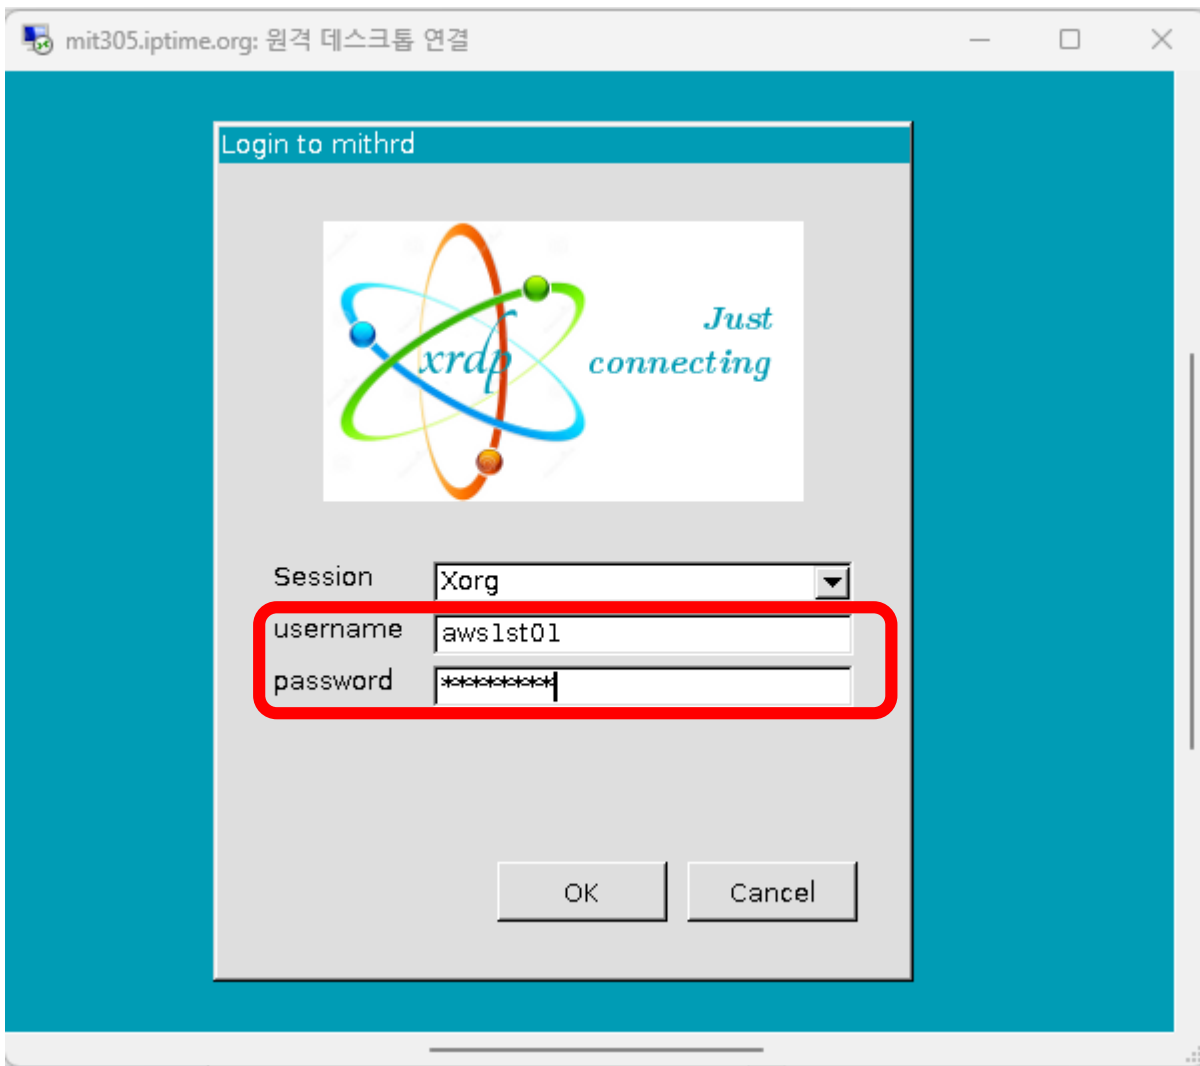 mit305.iptime.org: 원격 데스크톱 연결
Login to mithrd
xrdp
Just
connecting
Session Xorg
username aws1st01
password ********
OK Cancel